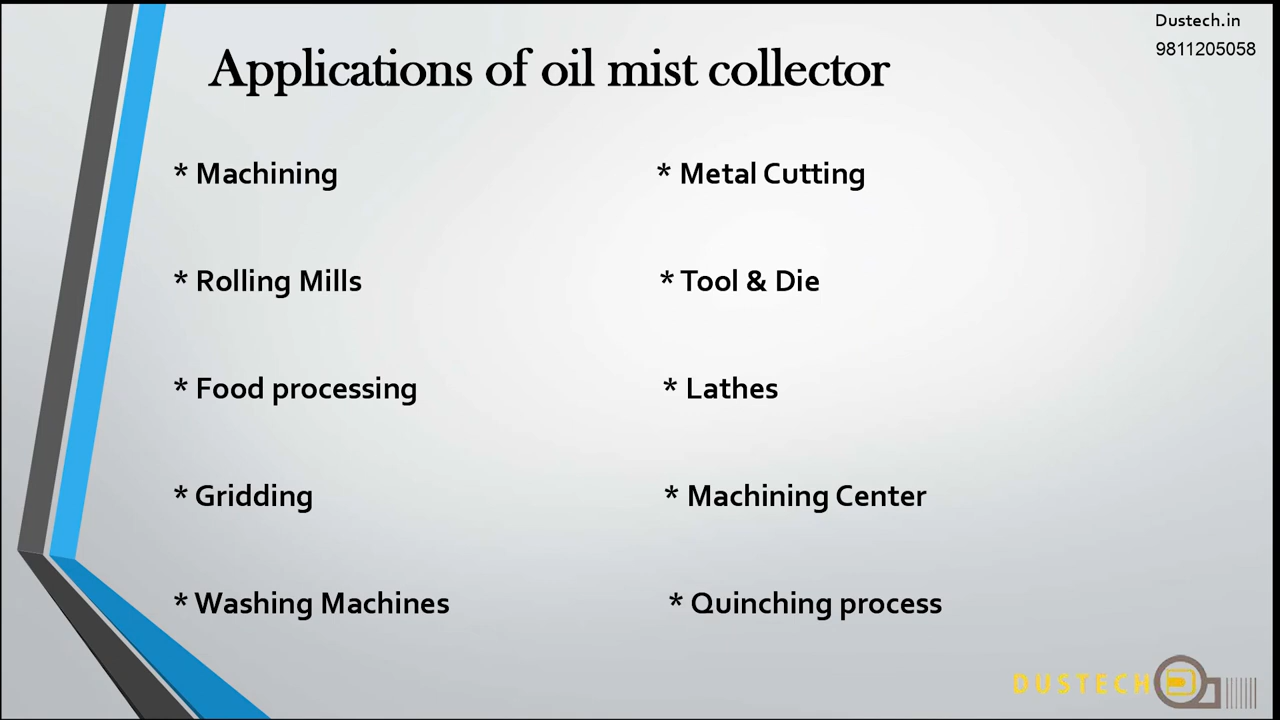 Dustech.in
9811205058
Applications of oil mist collector
* Machining
* Metal Cutting
* Rolling Mills
* Tool & Die
* Food processing
* Lathes
* Gridding
* Machining Center
* Washing Machines
* Quinching process
DUSTECH